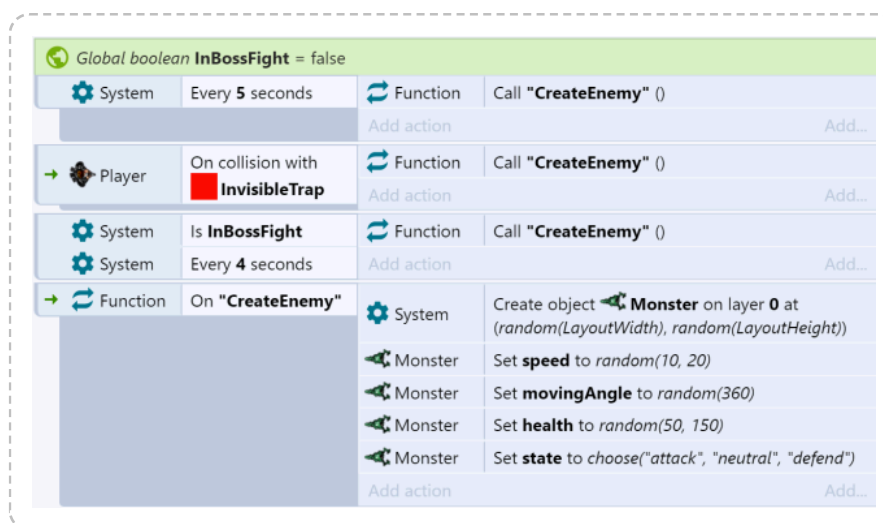 Global boolean InBossFight = false
System Every 5 seconds Function Call "CreateEnemy" ()
Add action Add...
Player On collision with InvisibleTrap Function Call "CreateEnemy" ()
Add action Add...
System Is InBossFight Function Call "CreateEnemy" ()
System Every 4 seconds Add action Add...
Function On "CreateEnemy" System Create object Monster on layer 0 at
(random(LayoutWidth), random(LayoutHeight))
Monster Set speed to random(10, 20)
Monster Set movingAngle to random(360)
Monster Set health to random(50, 150)
Monster Set state to choose("attack", "neutral", "defend")
Add action Add...